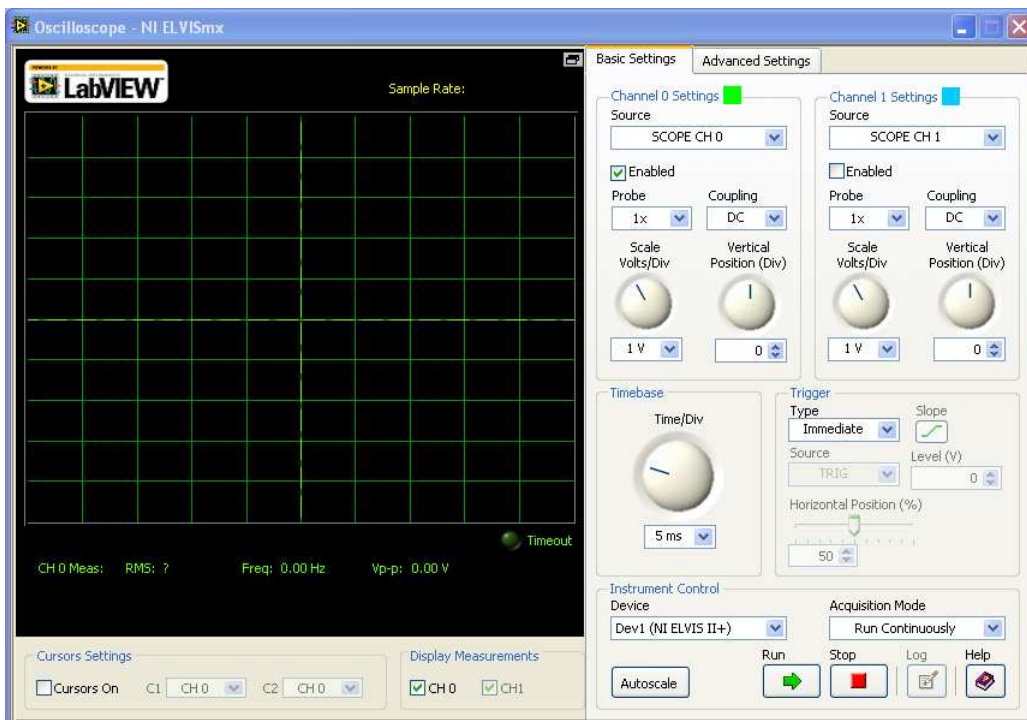 Oscilloscope - NI ELVISmx
LabVIEW
Sample Rate:
Timeout
CH 0 Meas: RMS: ? Freq: 0.00 Hz Vp-p: 0.00 V
Cursors Settings
Cursors On C1 CH 0 C2 CH 0
Display Measurements
CH 0 CH1
Basic Settings Advanced Settings
Channel 0 Settings
Source
SCOPE CH 0
Enabled
Probe Coupling
1x DC
Scale Volts/Div
Vertical Position (Div)
1 V 0
Channel 1 Settings
Source
SCOPE CH 1
Enabled
Probe Coupling
1x DC
Scale Volts/Div
Vertical Position (Div)
1 V 0
Timebase
Time/Div
5 ms
Trigger
Type Slope
Immediate
Source Level (V)
TRIG 0
Horizontal Position (%)
50
Instrument Control
Device Acquisition Mode
Dev1 (NI ELVIS II+) Run Continuously
Run Stop Log Help
Autoscale